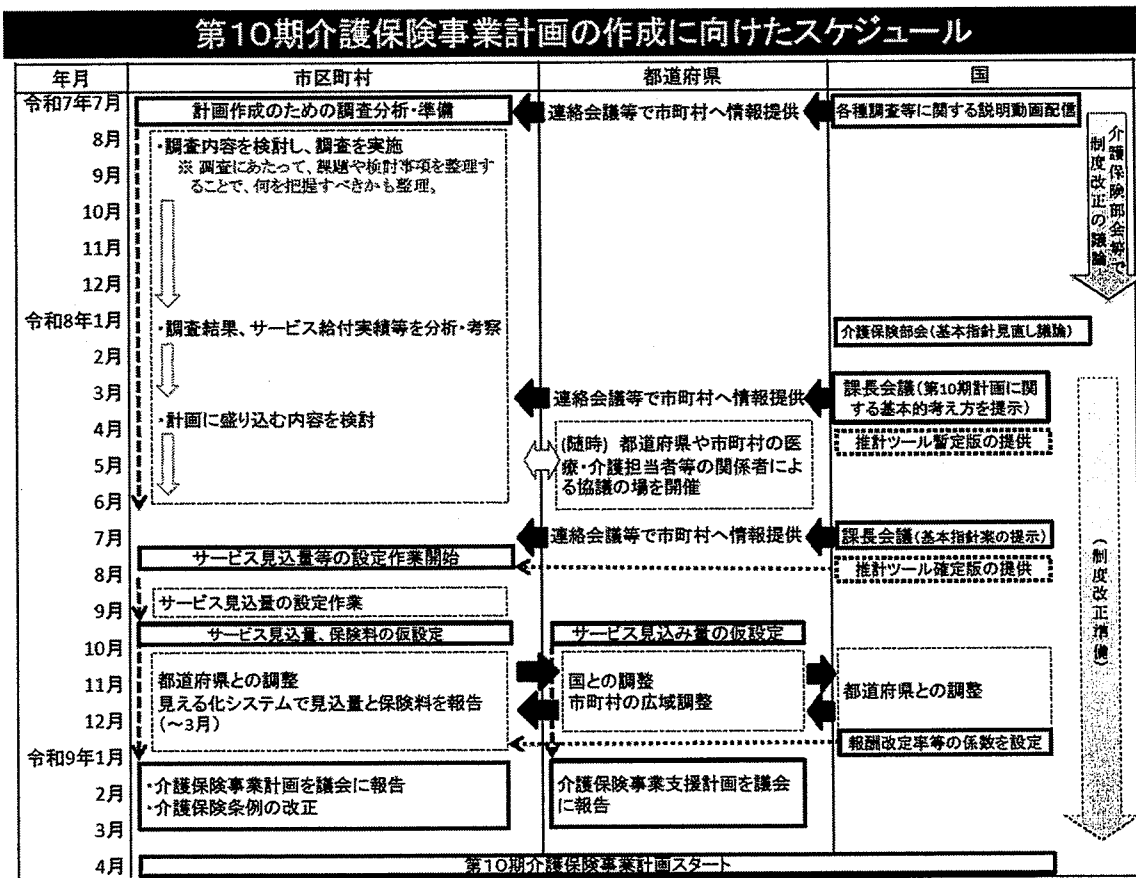 第10期介護保険事業計画の作成に向けたスケジュール
年月
市区町村
都道府県
国
令和7年7月
計画作成のための調査分析・準備
連絡会議等で市町村へ情報提供
各種調査等に関する説明動画配信
8月
・調査内容を検討し、調査を実施
※ 調査にあたって、課題や検討事項を整理す
ることで、何を把握すべきかも整理。
介護保険部会等で
制度改正の議論
9月
10月
11月
12月
令和8年1月
・調査結果、サービス給付実績等を分析・考察
介護保険部会(基本指針見直し議論)
2月
3月
連絡会議等で市町村へ情報提供
課長会議(第10期計画に関
する基本的考え方を提示)
・計画に盛り込む内容を検討
4月
(随時) 都道府県や市町村の医
療・介護担当者等の関係者によ
る協議の場を開催
推計ツール暫定版の提供
5月
6月
7月
連絡会議等で市町村へ情報提供
課長会議(基本指針案の提示)
サービス見込量等の設定作業開始
8月
推計ツール確定版の提供
(制度改正準備)
9月
サービス見込量の設定作業
サービス見込量、保険料の仮設定
サービス見込み量の仮設定
10月
11月
都道府県との調整
見える化システムで見込量と保険料を報告
(～3月)
国との調整
市町村の広域調整
都道府県との調整
12月
報酬改定率等の係数を設定
令和9年1月
2月
・介護保険事業計画を議会に報告
・介護保険条例の改正
介護保険事業支援計画を議会
に報告
3月
4月
第10期介護保険事業計画スタート